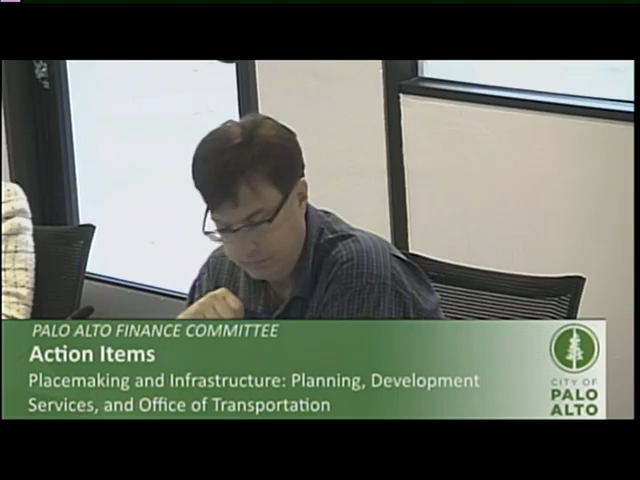 PALO ALTO FINANCE COMMITTEE
Action Items
Placemaking and Infrastructure: Planning, Development
Services, and Office of Transportation
CITY OF
PALO
ALTO